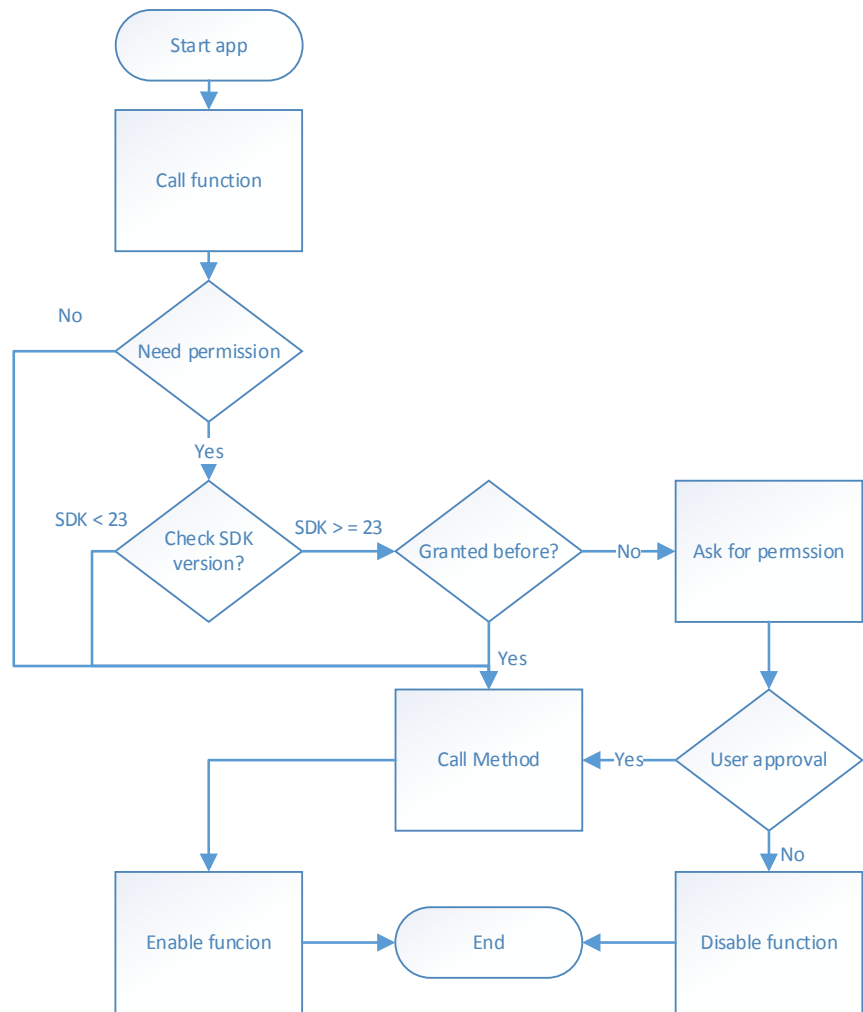 Start app
Call function
No
Need permission
Yes
SDK < 23
Check SDK
version?
SDK > = 23
Granted before?
No
Ask for permssion
Yes
Call Method
Yes
User approval
No
Enable funcion
End
Disable function